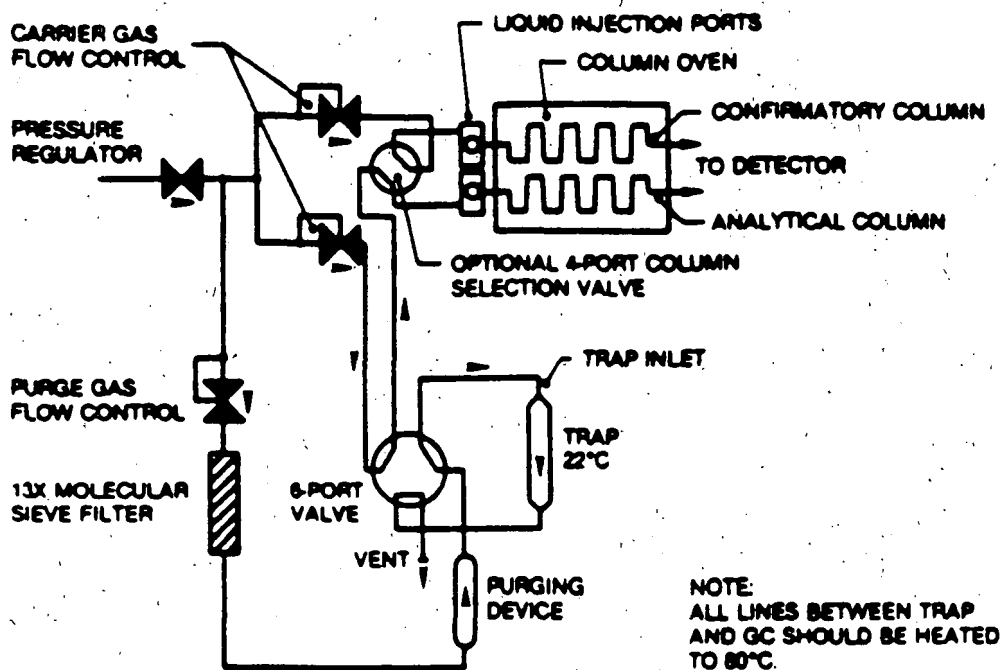 CARRIER GAS
FLOW CONTROL
LIQUID INJECTION PORTS
COLUMN OVEN
CONFIRMATORY COLUMN
PRESSURE
REGULATOR
TO DETECTOR
ANALYTICAL COLUMN
OPTIONAL 4-PORT COLUMN
SELECTION VALVE
TRAP INLET
PURGE GAS
FLOW CONTROL
TRAP
22°C
13X MOLECULAR
SIEVE FILTER
6-PORT
VALVE
VENT
PURGING
DEVICE
NOTE:
ALL LINES BETWEEN TRAP
AND GC SHOULD BE HEATED
TO 80°C.